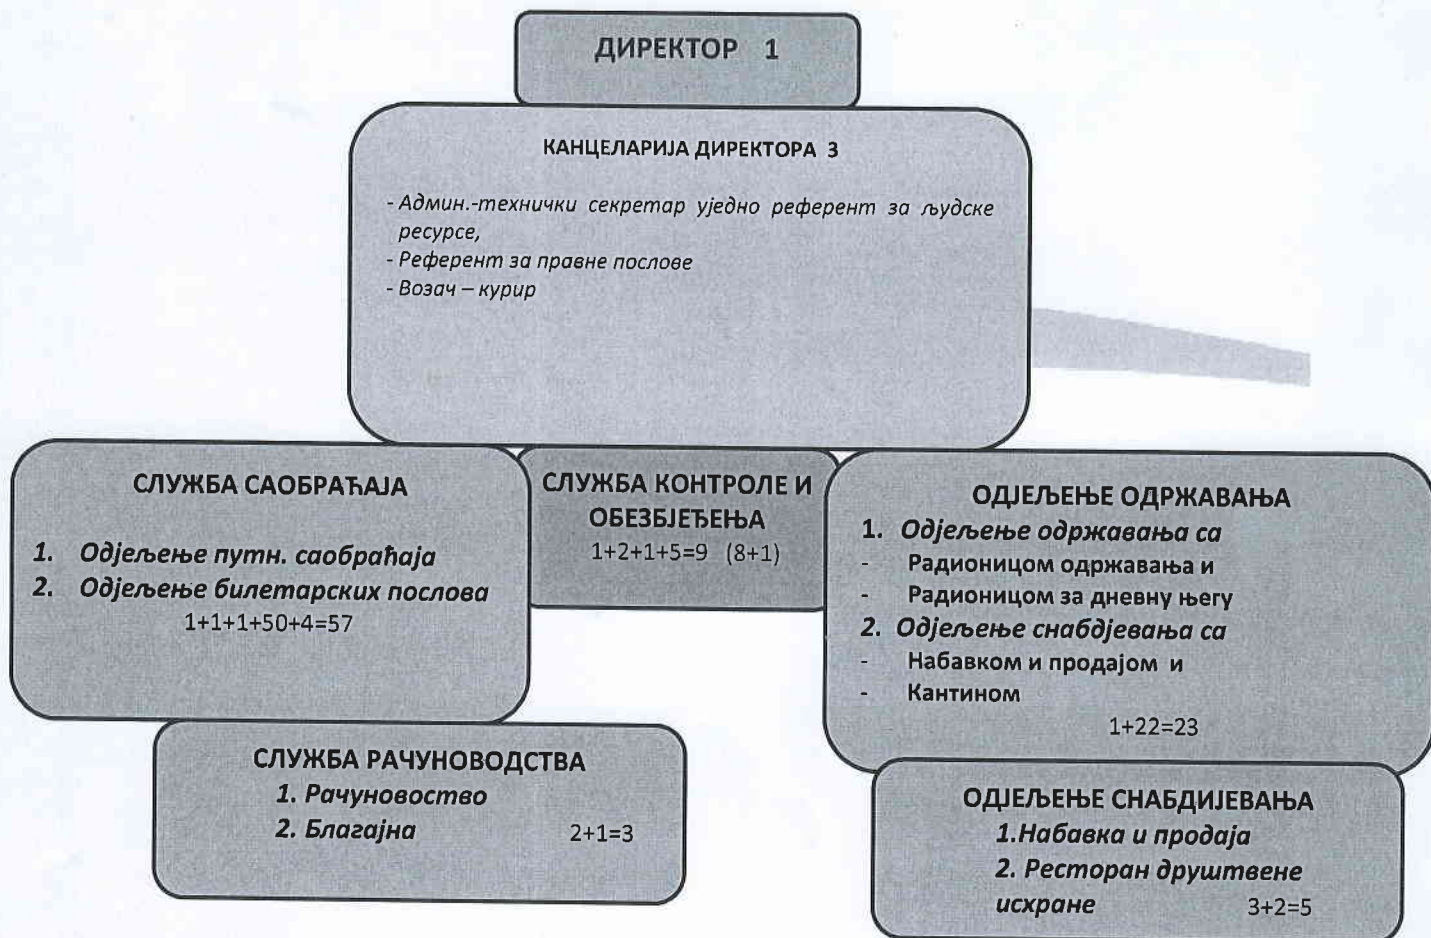 ДИРЕКТОР 1
КАНЦЕЛАРИЈА ДИРЕКТОРА 3
- Админ.-технички секретар уједно референт за људске
ресурсе,
- Референт за правне послове
- Возач – курир
СЛУЖБА САОБРАЋАЈА
1. Одјељење путн. саобраћаја
2. Одјељење билетарских послова
1+1+1+50+4=57
СЛУЖБА КОНТРОЛЕ И
ОБЕЗБЈЕЂЕЊА
1+2+1+5=9 (8+1)
ОДЈЕЉЕЊЕ ОДРЖАВАЊА
1. Одјељење одржавања са
- Радионицом одржавања и
- Радионицом за дневну његу
2. Одјељење снабдјевања са
- Набавком и продајом и
- Кантином
1+22=23
СЛУЖБА РАЧУНОВОДСТВА
1. Рачуновоство
2. Благајна 2+1=3
ОДЈЕЉЕЊЕ СНАБДИЈЕВАЊА
1.Набавка и продаја
2. Ресторан друштвене
исхране 3+2=5